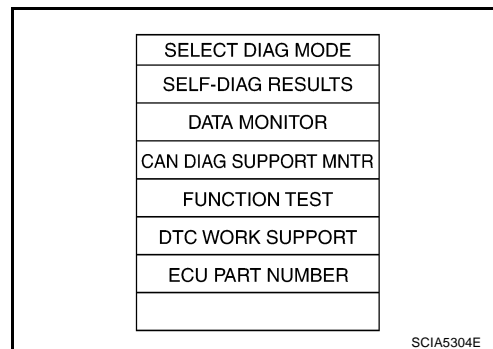 SELECT DIAG MODE
SELF-DIAG RESULTS
DATA MONITOR
CAN DIAG SUPPORT MNTR
FUNCTION TEST
DTC WORK SUPPORT
ECU PART NUMBER
SCIA5304E